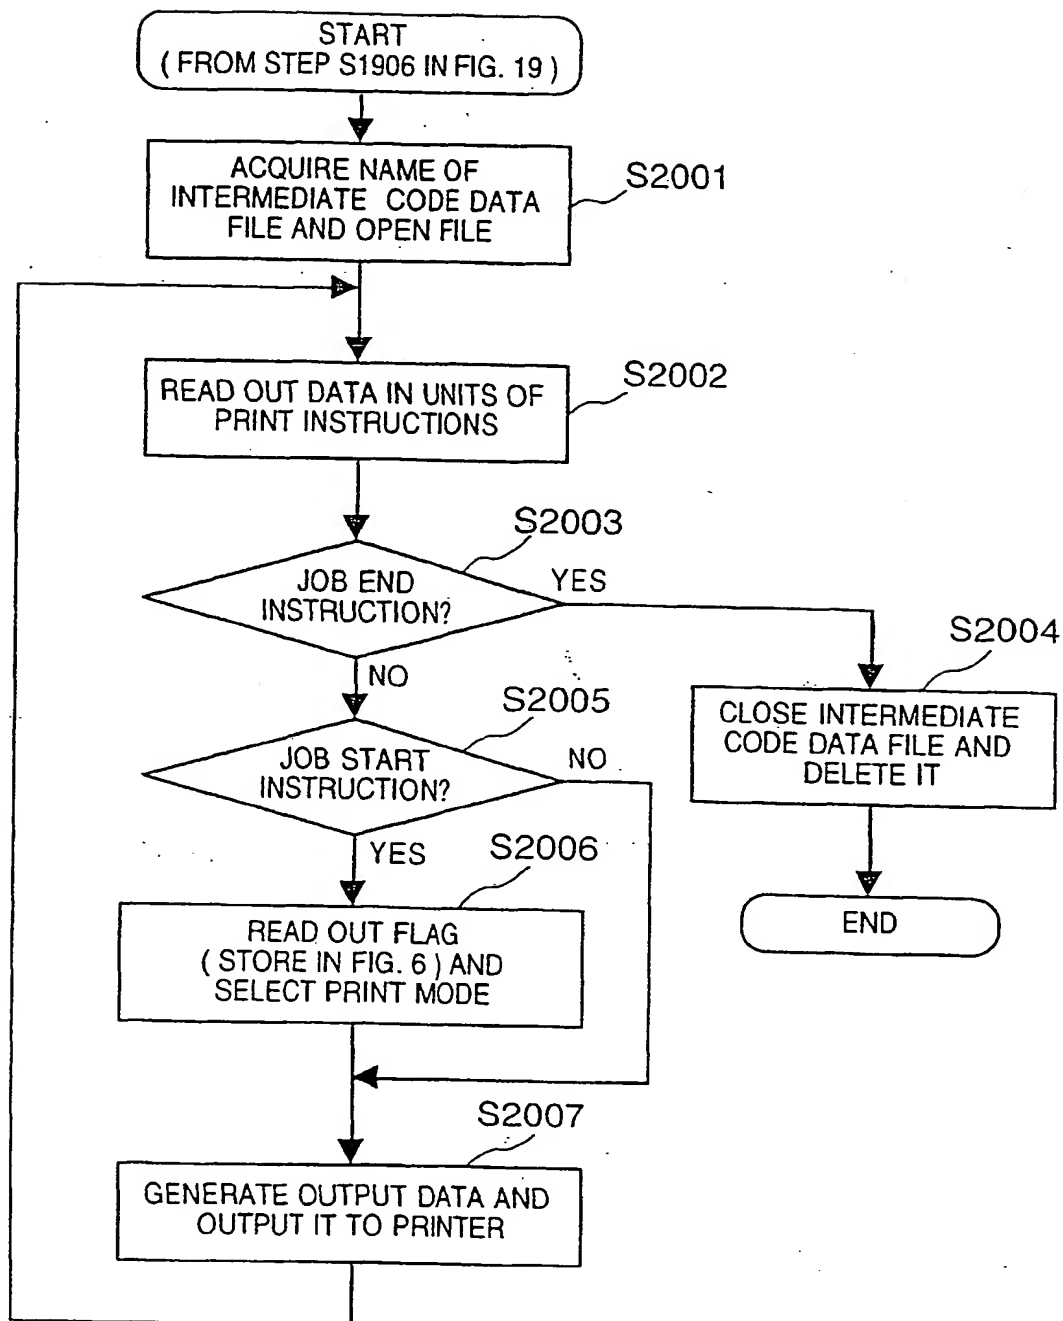 START
( FROM STEP S1906 IN FIG. 19 )
ACQUIRE NAME OF
INTERMEDIATE CODE DATA
FILE AND OPEN FILE
S2001
READ OUT DATA IN UNITS OF
PRINT INSTRUCTIONS
S2002
S2003
JOB END
INSTRUCTION?
YES
NO
S2004
CLOSE INTERMEDIATE
CODE DATA FILE AND
DELETE IT
END
S2005
JOB START
INSTRUCTION?
NO
YES
S2006
READ OUT FLAG
( STORE IN FIG. 6 ) AND
SELECT PRINT MODE
S2007
GENERATE OUTPUT DATA AND
OUTPUT IT TO PRINTER